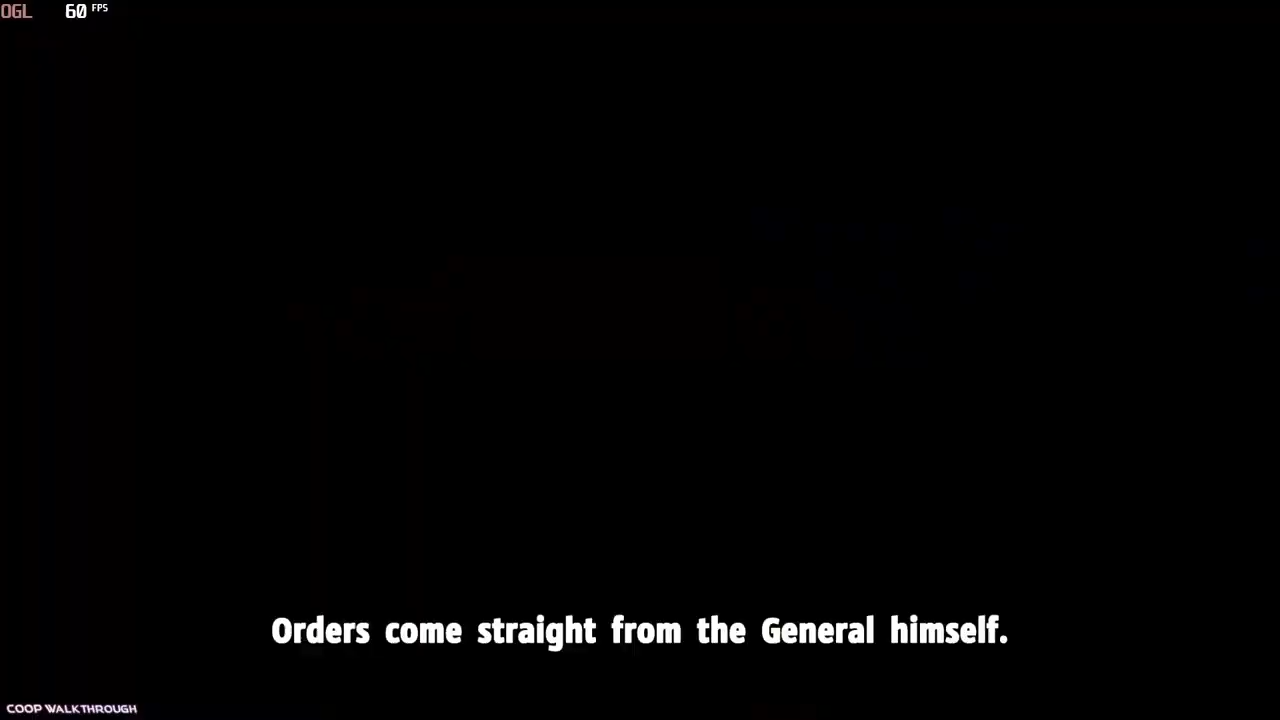 OGL 60 FPS
Orders come straight from the General himself.
COOP WALKTHROUGH